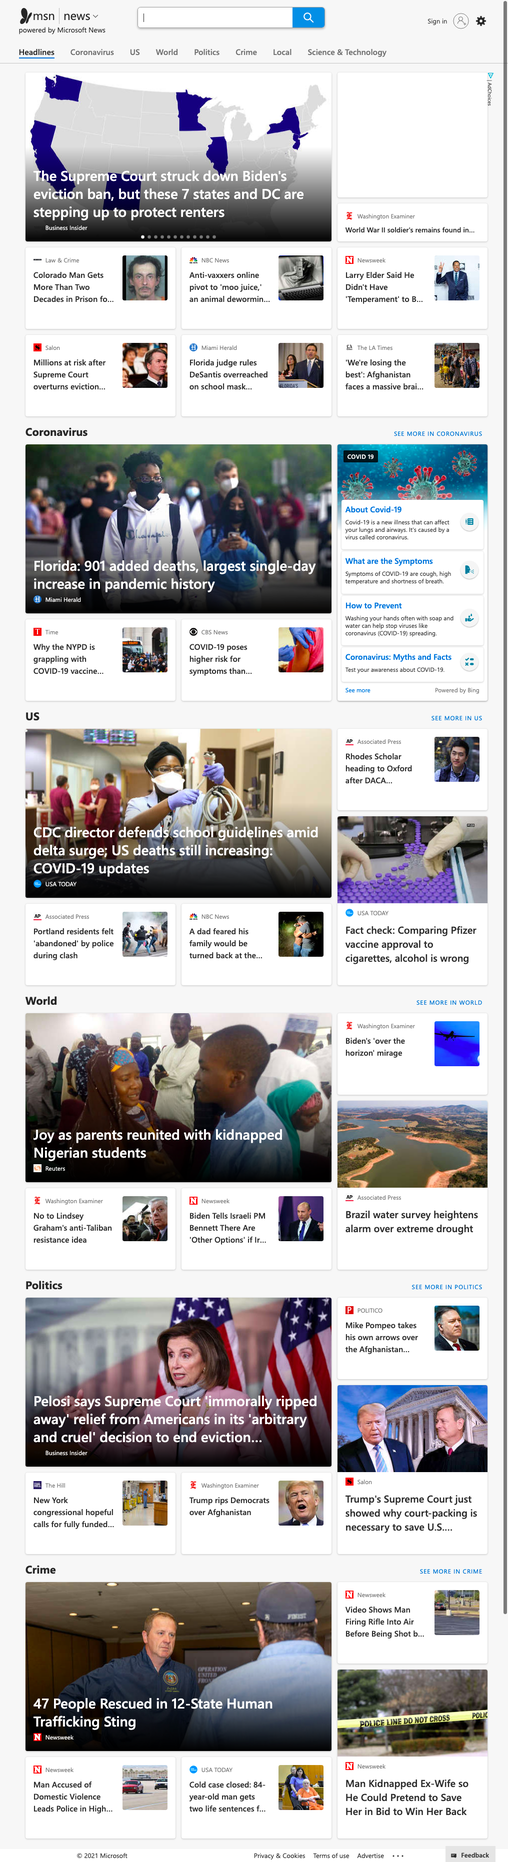 msn | news
powered by Microsoft News
Sign in
Headlines Coronavirus US World Politics Crime Local Science & Technology
The Supreme Court struck down Biden's
eviction ban, but these 7 states and DC are
stepping up to protect renters
Business Insider
AdChoices
Washington Examiner
World War II soldier's remains found in...
Law & Crime
Colorado Man Gets
More Than Two
Decades in Prison fo...
NBC News
Anti-vaxxers online
pivot to 'moo juice,'
an animal dewormin...
Newsweek
Larry Elder Said He
Didn't Have
'Temperament' to B...
Salon
Millions at risk after
Supreme Court
overturns eviction...
Miami Herald
Florida judge rules
DeSantis overreached
on school mask...
The LA Times
'We're losing the
best': Afghanistan
faces a massive brai...
Coronavirus
SEE MORE IN CORONAVIRUS
Florida: 901 added deaths, largest single-day
increase in pandemic history
Miami Herald
COVID 19
About Covid-19
Covid-19 is a new illness that can affect
your lungs and airways. It's caused by a
virus called coronavirus.
What are the Symptoms
Symptoms of COVID-19 are cough, high
temperature and shortness of breath.
How to Prevent
Washing your hands often with soap and
water can help stop viruses like
coronavirus (COVID-19) spreading.
Coronavirus: Myths and Facts
Test your awareness about COVID-19.
See more
Powered by Bing
Time
Why the NYPD is
grappling with
COVID-19 vaccine...
CBS News
COVID-19 poses
higher risk for
symptoms than...
US
SEE MORE IN US
CDC director defends school guidelines amid
delta surge; US deaths still increasing:
COVID-19 updates
USA TODAY
AP Associated Press
Rhodes Scholar
heading to Oxford
after DACA...
USA TODAY
Fact check: Comparing Pfizer
vaccine approval to
cigarettes, alcohol is wrong
AP Associated Press
Portland residents felt
'abandoned' by police
during clash
NBC News
A dad feared his
family would be
turned back at the...
World
SEE MORE IN WORLD
Joy as parents reunited with kidnapped
Nigerian students
Reuters
Washington Examiner
Biden's 'over the
horizon' mirage
AP Associated Press
Brazil water survey heightens
alarm over extreme drought
Washington Examiner
No to Lindsey
Graham's anti-Taliban
resistance idea
Newsweek
Biden Tells Israeli PM
Bennett There Are
'Other Options' if Ir...
Politics
SEE MORE IN POLITICS
Pelosi says Supreme Court 'immorally ripped
away' relief from Americans in its 'arbitrary
and cruel' decision to end eviction...
Business Insider
POLITICO
Mike Pompeo takes
his own arrows over
the Afghanistan...
Salon
Trump's Supreme Court just
showed why court-packing is
necessary to save U.S....
The Hill
New York
congressional hopeful
calls for fully funded...
Washington Examiner
Trump rips Democrats
over Afghanistan
Crime
SEE MORE IN CRIME
47 People Rescued in 12-State Human
Trafficking Sting
Newsweek
Newsweek
Video Shows Man
Firing Rifle Into Air
Before Being Shot b...
POLICE LINE DO NOT CROSS
Newsweek
Man Kidnapped Ex-Wife so
He Could Pretend to Save
Her in Bid to Win Her Back
Newsweek
Man Accused of
Domestic Violence
Leads Police in High...
USA TODAY
Cold case closed: 84-
year-old man gets
two life sentences f...
© 2021 Microsoft
Privacy & Cookies Terms of use Advertise
Feedback